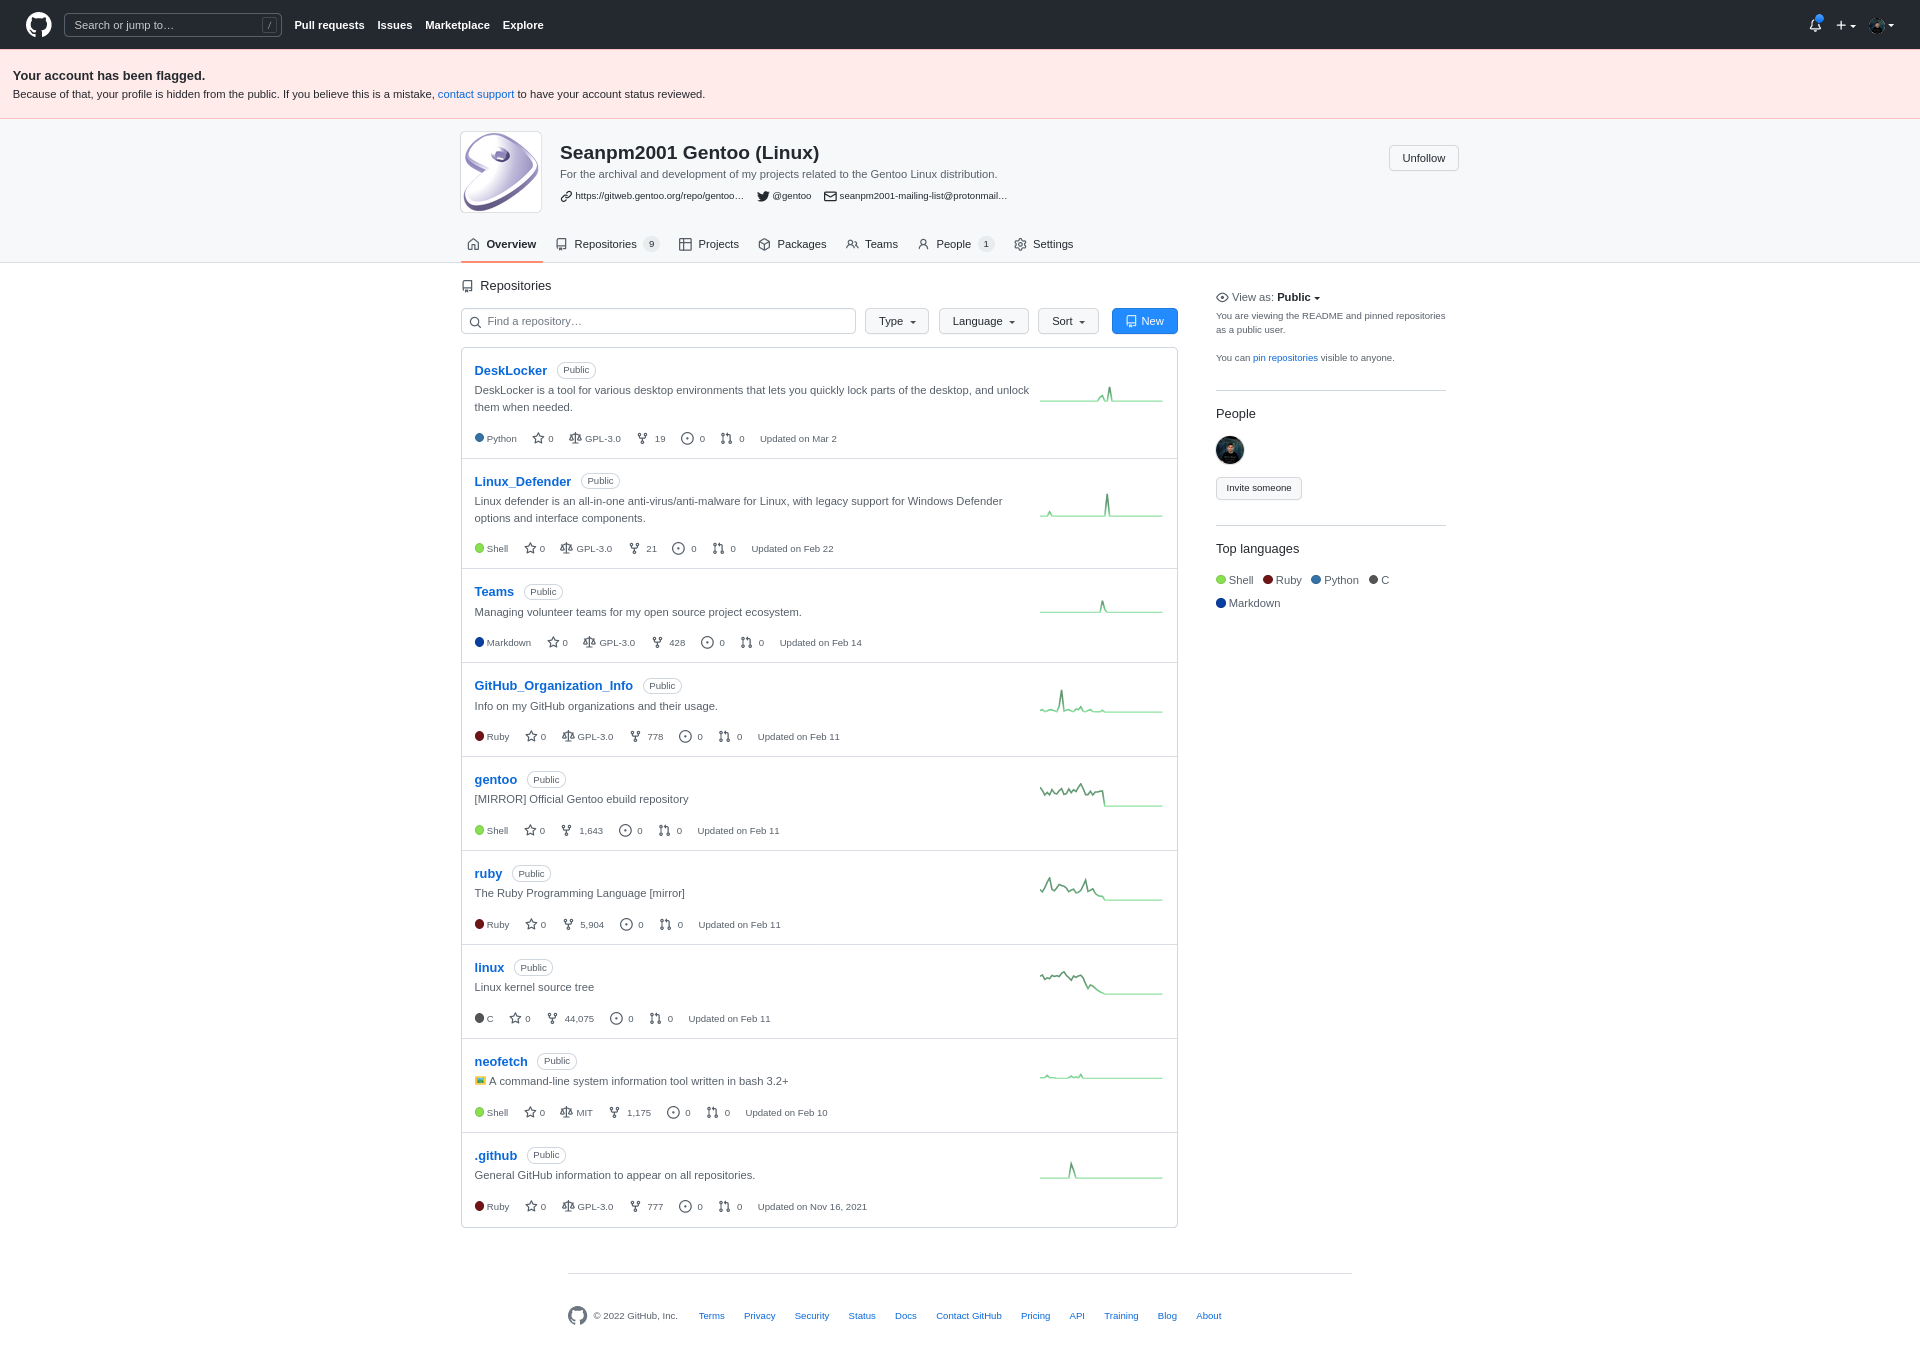 Search or jump to…
/
Pull requests Issues Marketplace Explore
Your account has been flagged.
Because of that, your profile is hidden from the public. If you believe this is a mistake, contact support to have your account status reviewed.
Seanpm2001 Gentoo (Linux)
Unfollow
For the archival and development of my projects related to the Gentoo Linux distribution.
https://gitweb.gentoo.org/repo/gentoo… @gentoo seanpm2001-mailing-list@protonmail…
Overview Repositories 9 Projects Packages Teams People 1 Settings
Repositories
Find a repository… Type Language Sort New
DeskLocker Public
DeskLocker is a tool for various desktop environments that lets you quickly lock parts of the desktop, and unlock
them when needed.
Python 0 GPL-3.0 19 0 0 Updated on Mar 2
Linux_Defender Public
Linux defender is an all-in-one anti-virus/anti-malware for Linux, with legacy support for Windows Defender
options and interface components.
Shell 0 GPL-3.0 21 0 0 Updated on Feb 22
Teams Public
Managing volunteer teams for my open source project ecosystem.
Markdown 0 GPL-3.0 428 0 0 Updated on Feb 14
GitHub_Organization_Info Public
Info on my GitHub organizations and their usage.
Ruby 0 GPL-3.0 778 0 0 Updated on Feb 11
gentoo Public
[MIRROR] Official Gentoo ebuild repository
Shell 0 1,643 0 0 Updated on Feb 11
ruby Public
The Ruby Programming Language [mirror]
Ruby 0 5,904 0 0 Updated on Feb 11
linux Public
Linux kernel source tree
C 0 44,075 0 0 Updated on Feb 11
neofetch Public
A command-line system information tool written in bash 3.2+
Shell 0 MIT 1,175 0 0 Updated on Feb 10
.github Public
General GitHub information to appear on all repositories.
Ruby 0 GPL-3.0 777 0 0 Updated on Nov 16, 2021
View as: Public
You are viewing the README and pinned repositories
as a public user.
You can pin repositories visible to anyone.
People
Invite someone
Top languages
Shell Ruby Python C
Markdown
© 2022 GitHub, Inc. Terms Privacy Security Status Docs Contact GitHub Pricing API Training Blog About